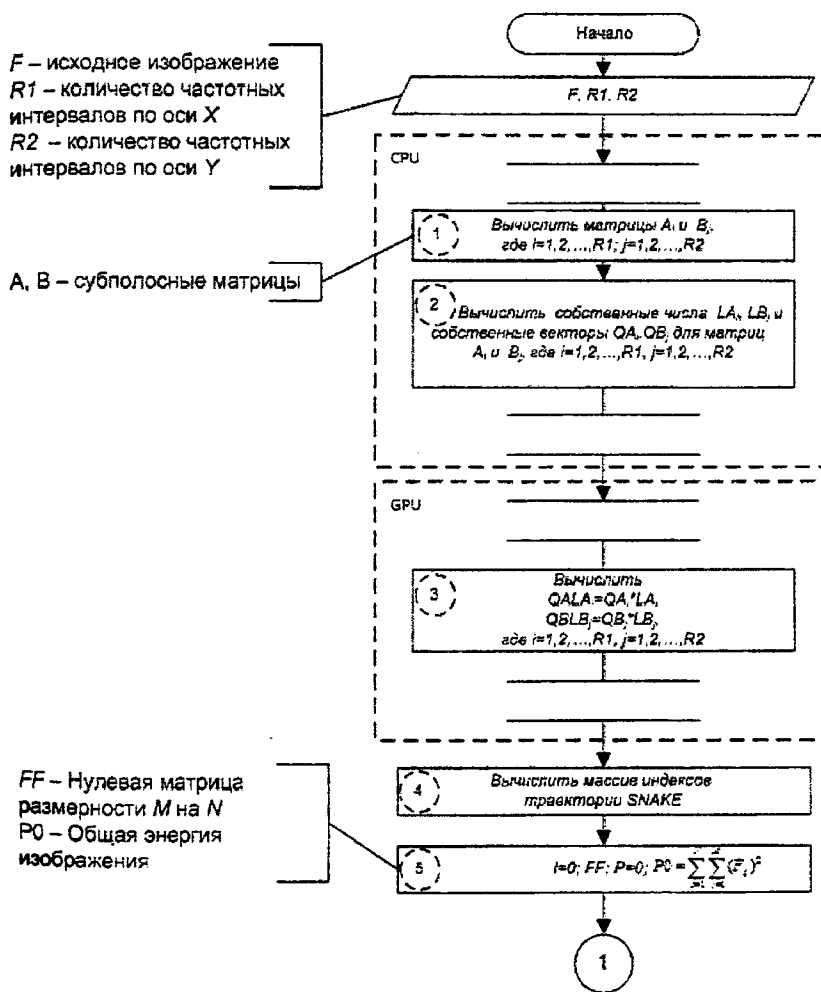 Начало
F – исходное изображение
R1 – количество частотных
интервалов по оси X
R2 – количество частотных
интервалов по оси Y
F, R1, R2
CPU
1
Вычислить матрицы Ai и Bj,
где i=1,2,...,R1; j=1,2,...,R2
A, B – субполосные матрицы
2
Вычислить собственные числа LAi, LBj и
собственные векторы QAi, QBj для матриц
Ai и Bj, где i=1,2,...,R1, j=1,2,...,R2
GPU
3
Вычислить
QALAi=QAi*LAi
QBLBj=QBj*LBj,
где i=1,2,...,R1, j=1,2,...,R2
FF – Нулевая матрица
размерности M на N
P0 – Общая энергия
изображения
4
Вычислить массив индексов
траектории SNAKE
5
i=0; FF; P=0; P0 =
1